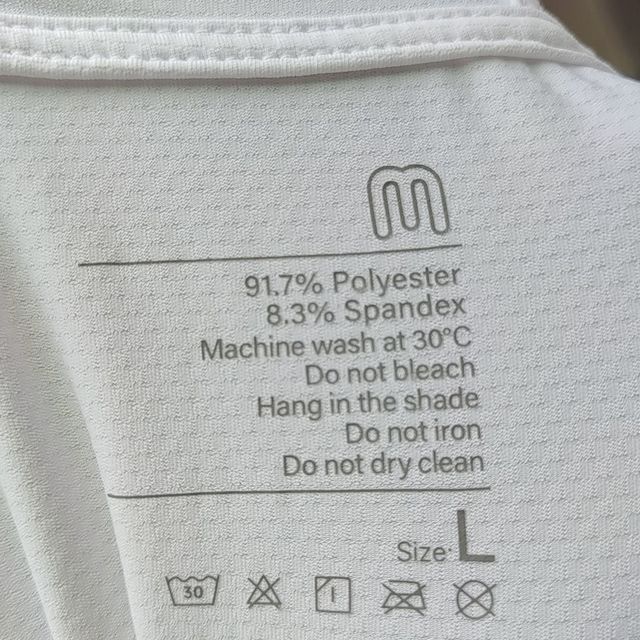 m
91.7% Polyester
8.3% Spandex
Machine wash at 30°C
Do not bleach
Hang in the shade
Do not iron
Do not dry clean
Size: L
30